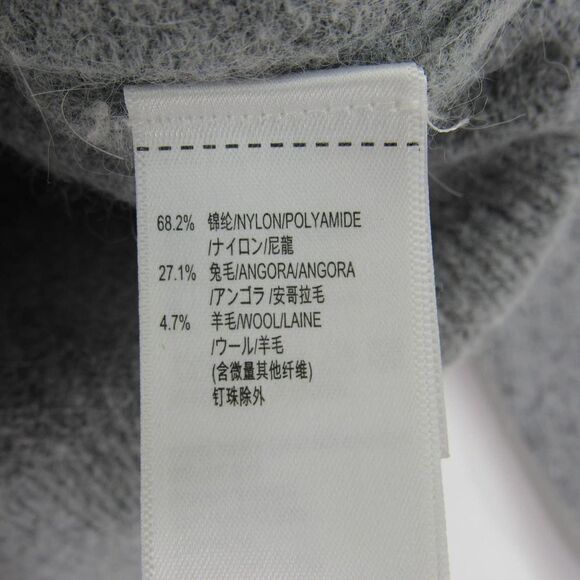 68.2% 锦纶/NYLON/POLYAMIDE
/ナイロン/尼龍
27.1% 兔毛/ANGORA/ANGORA
/アンゴラ/安哥拉毛
4.7% 羊毛/WOOL/LAINE
/ウール/羊毛
(含微量其他纤维)
钉珠除外